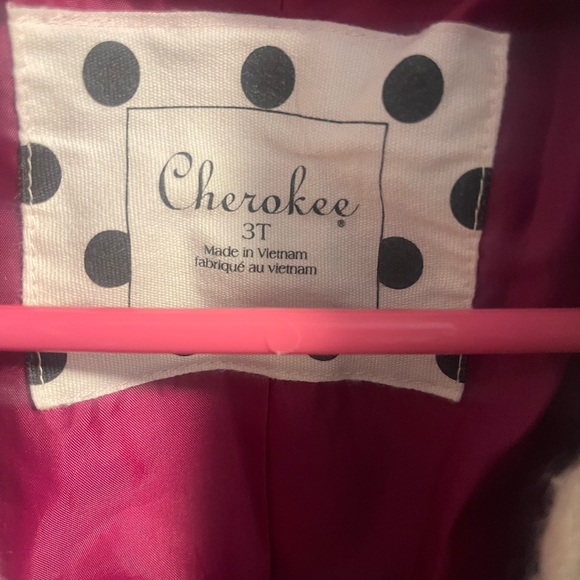 Cherokee®
3T
Made in Vietnam
fabriqué au vietnam